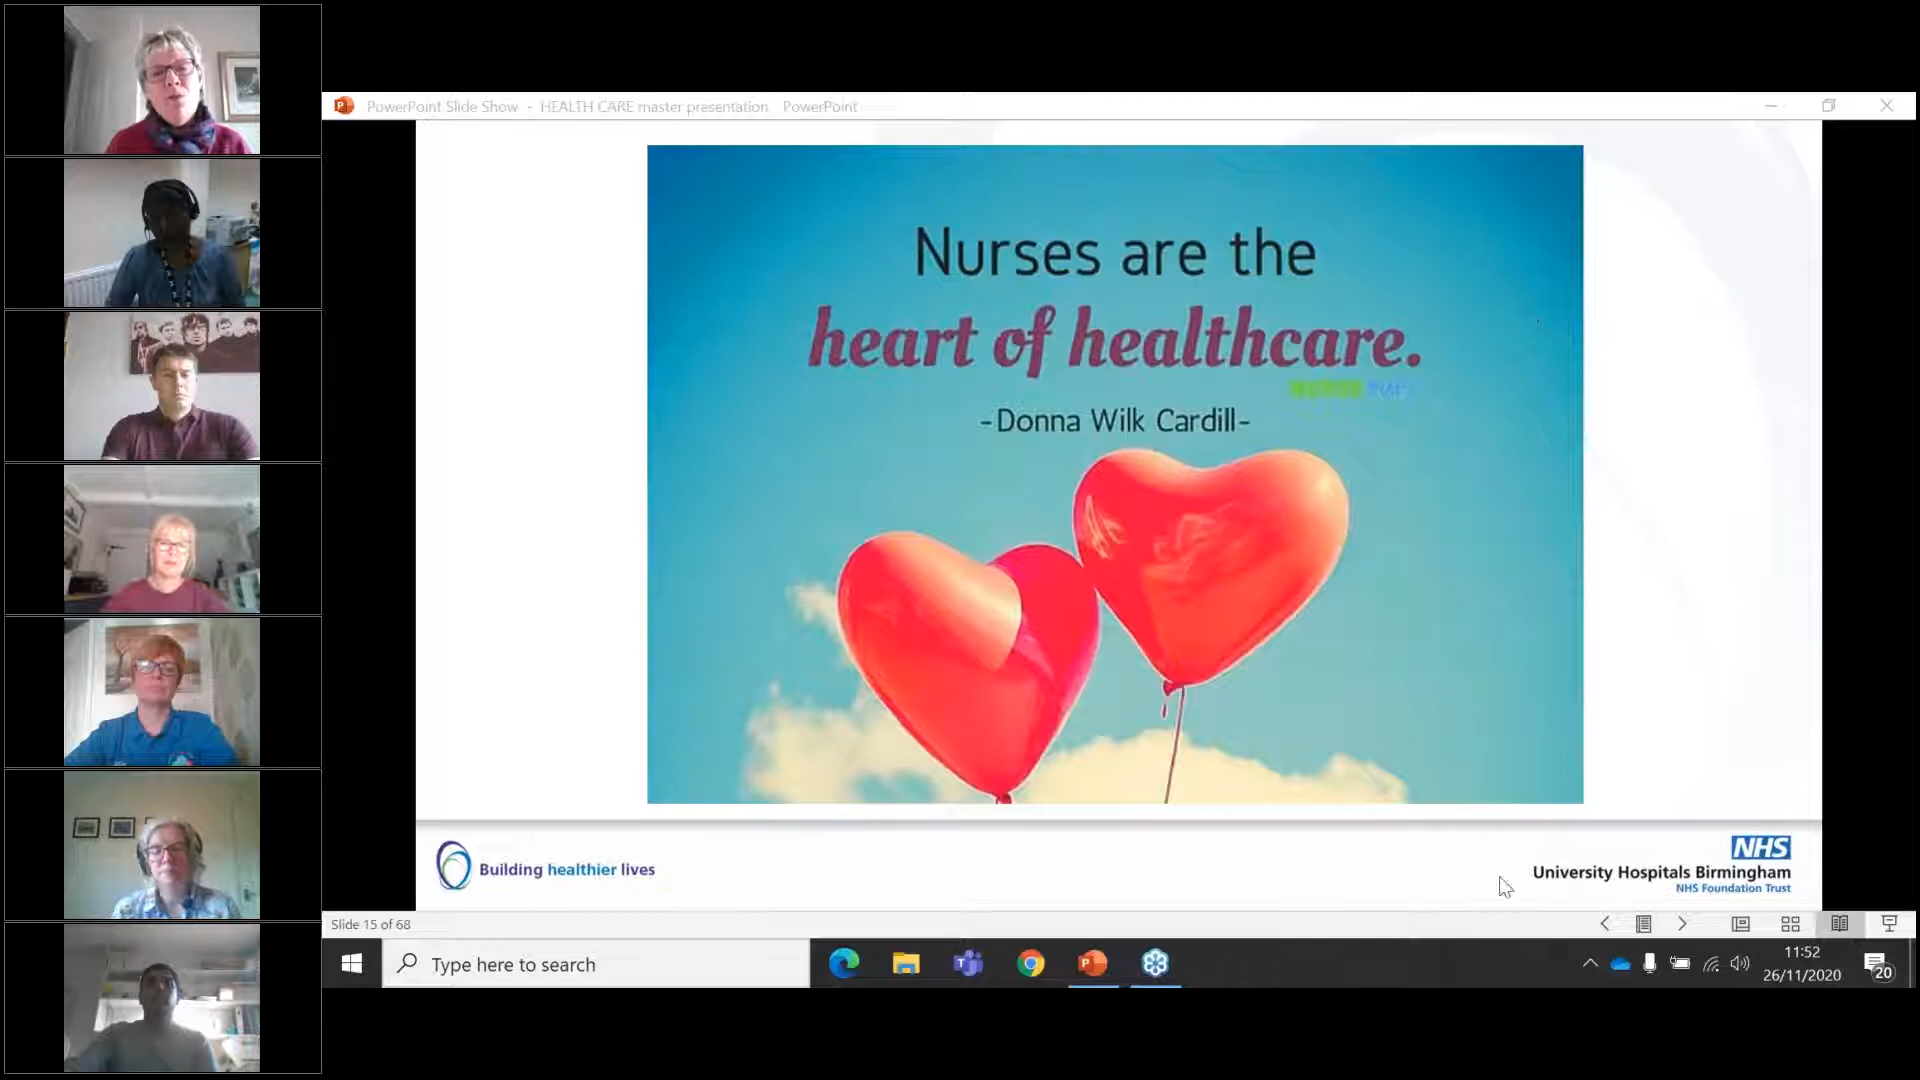 PowerPoint Slide Show - HEALTH CARE master presentation PowerPoint
Nurses are the
heart of healthcare.
-Donna Wilk Cardill-
Building healthier lives
NHS
University Hospitals Birmingham
NHS Foundation Trust
Slide 15 of 68
Type here to search
11:52
26/11/2020
20